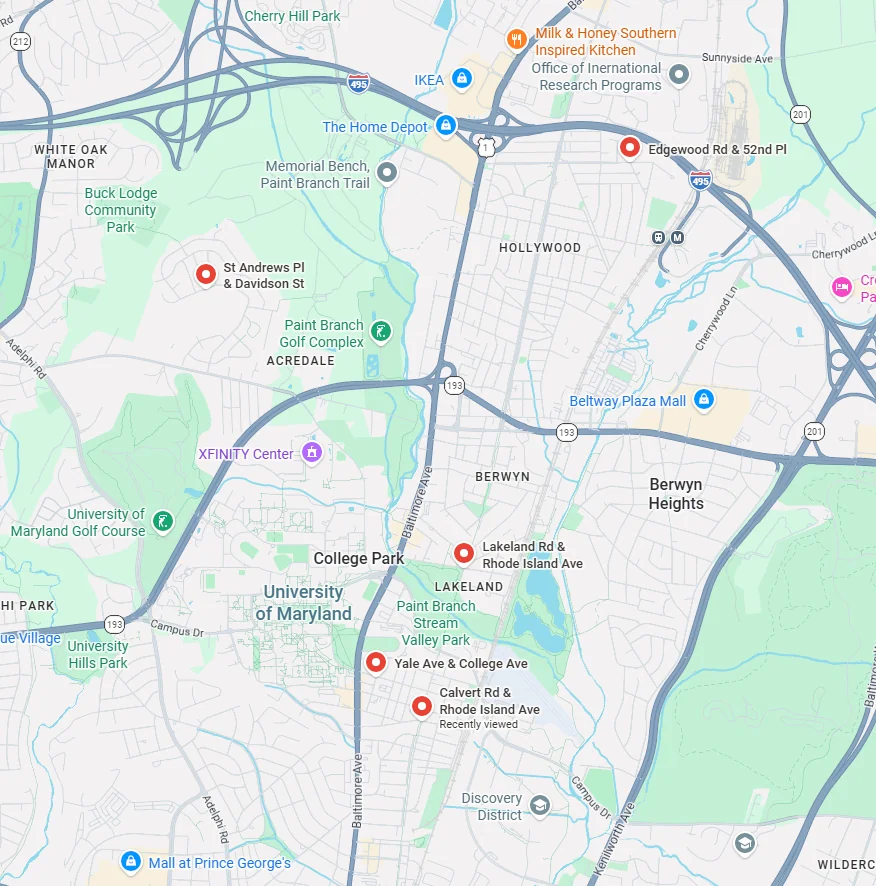 Cherry Hill Park
212
495
Milk & Honey Southern
Inspired Kitchen
Sunnyside Ave
IKEA
Office of Inernational
Research Programs
201
The Home Depot
1
Edgewood Rd & 52nd Pl
WHITE OAK
MANOR
Memorial Bench,
Paint Branch Trail
495
Buck Lodge
Community
Park
HOLLYWOOD
M
Cherrywood Ln
St Andrews Pl
& Davidson St
Cherrywood Ln
Paint Branch
Golf Complex
Adelphi Rd
ACREDALE
193
Beltway Plaza Mall
193
201
XFINITY Center
BERWYN
Berwyn
Heights
Baltimore Ave
University of
Maryland Golf Course
College Park
Lakeland Rd &
Rhode Island Ave
LAKELAND
University
of Maryland
Paint Branch
Stream
Valley Park
HI PARK
193
Campus Dr
ue Village
University
Hills Park
Yale Ave & College Ave
Calvert Rd &
Rhode Island Ave
Recently viewed
Baltimore Ave
Adelphi Rd
Discovery
District
Campus Dr
Kenilworth Ave
Mall at Prince George's
WILDERC